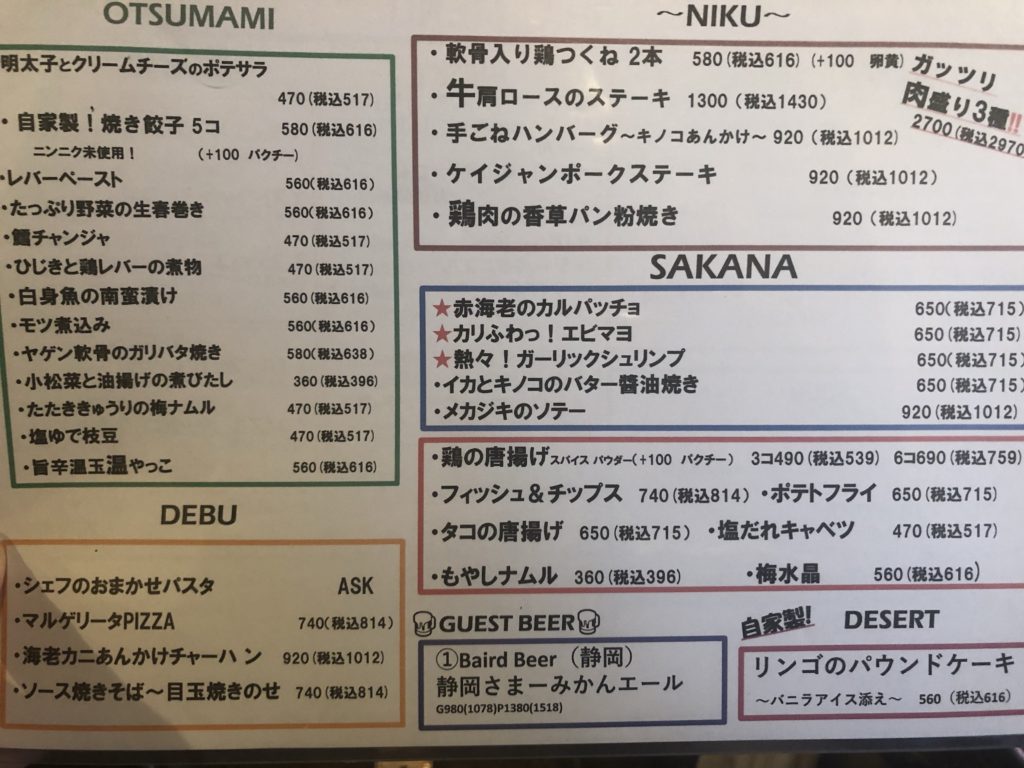 OTSUMAMI
明太子とクリームチーズのポテサラ
470(税込517)
・自家製！焼き餃子 5コ 580(税込616)
ニンニク未使用！ (+100 パクチー)
・レバーペースト 560(税込616)
・たっぷり野菜の生春巻き 560(税込616)
・鱈チャンジャ 470(税込517)
・ひじきと鶏レバーの煮物 470(税込517)
・白身魚の南蛮漬け 560(税込616)
・モツ煮込み 560(税込616)
・ヤゲン軟骨のガリバタ焼き 580(税込638)
・小松菜と油揚げの煮びたし 360(税込396)
・たたききゅうりの梅ナムル 470(税込517)
・塩ゆで枝豆 470(税込517)
・旨辛温玉温やっこ 560(税込616)
DEBU
・シェフのおまかせパスタ ASK
・マルゲリータPIZZA 740(税込814)
・海老カニあんかけチャーハン 920(税込1012)
・ソース焼きそば～目玉焼きのせ 740(税込814)
～NIKU～
・軟骨入り鶏つくね 2本 580(税込616) (+100 卵黄)
・牛肩ロースのステーキ 1300(税込1430)
・手ごねハンバーグ～キノコあんかけ～ 920(税込1012)
・ケイジャンポークステーキ 920(税込1012)
・鶏肉の香草パン粉焼き 920(税込1012)
ガッツリ
肉盛り3種!!
2700(税込2970
SAKANA
★赤海老のカルパッチョ 650(税込715)
★カリふわっ！エビマヨ 650(税込715)
★熱々！ガーリックシュリンプ 650(税込715)
・イカとキノコのバター醤油焼き 650(税込715)
・メカジキのソテー 920(税込1012)
・鶏の唐揚げスパイス パウダー(+100 パクチー) 3コ490(税込539) 6コ690(税込759)
・フィッシュ＆チップス 740(税込814) ・ポテトフライ 650(税込715)
・タコの唐揚げ 650(税込715) ・塩だれキャベツ 470(税込517)
・もやしナムル 360(税込396) ・梅水晶 560(税込616)
GUEST BEER
①Baird Beer（静岡）
静岡さまーみかんエール
G980(1078)P1380(1518)
自家製! DESERT
リンゴのパウンドケーキ
～バニラアイス添え～ 560(税込616)